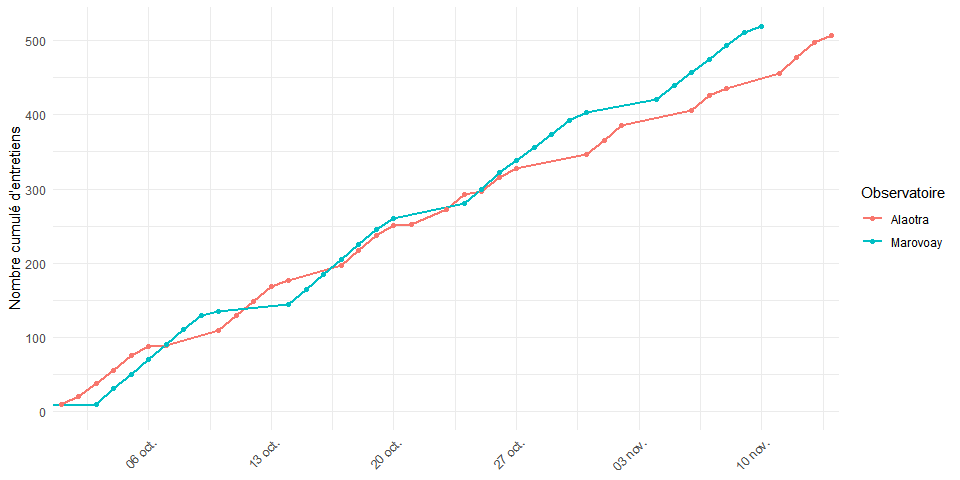 Nombre cumulé d'entretiens
500
400
300
200
100
0
06 oct.
13 oct.
20 oct.
27 oct.
03 nov.
10 nov.
Observatoire
Alaotra
Marovoay